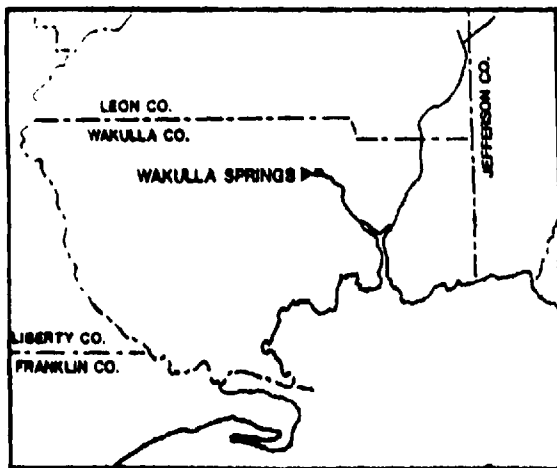 LEON CO.
WAKULLA CO.
JEFFERSON CO.
WAKULLA SPRINGS
LIBERTY CO.
FRANKLIN CO.